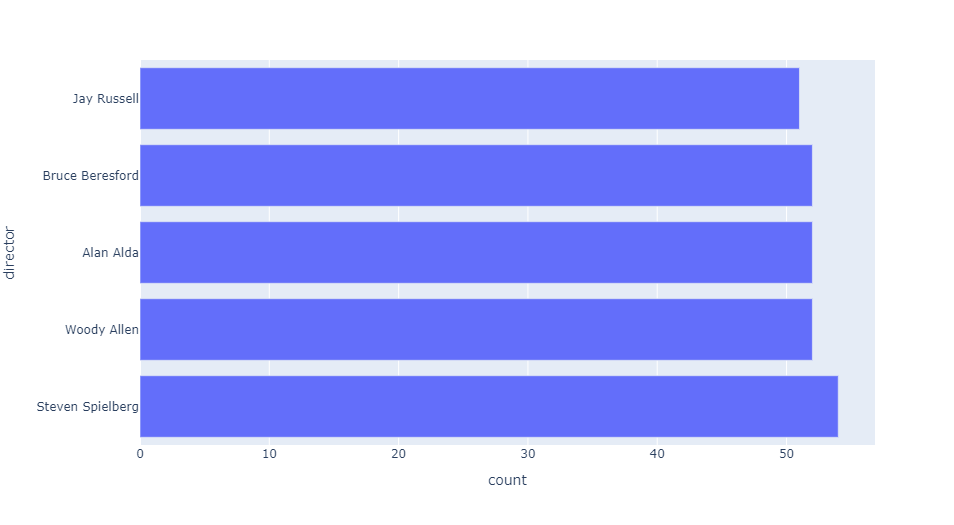 Jay Russell
Bruce Beresford
Alan Alda
Woody Allen
Steven Spielberg
director
0 10 20 30 40 50
count